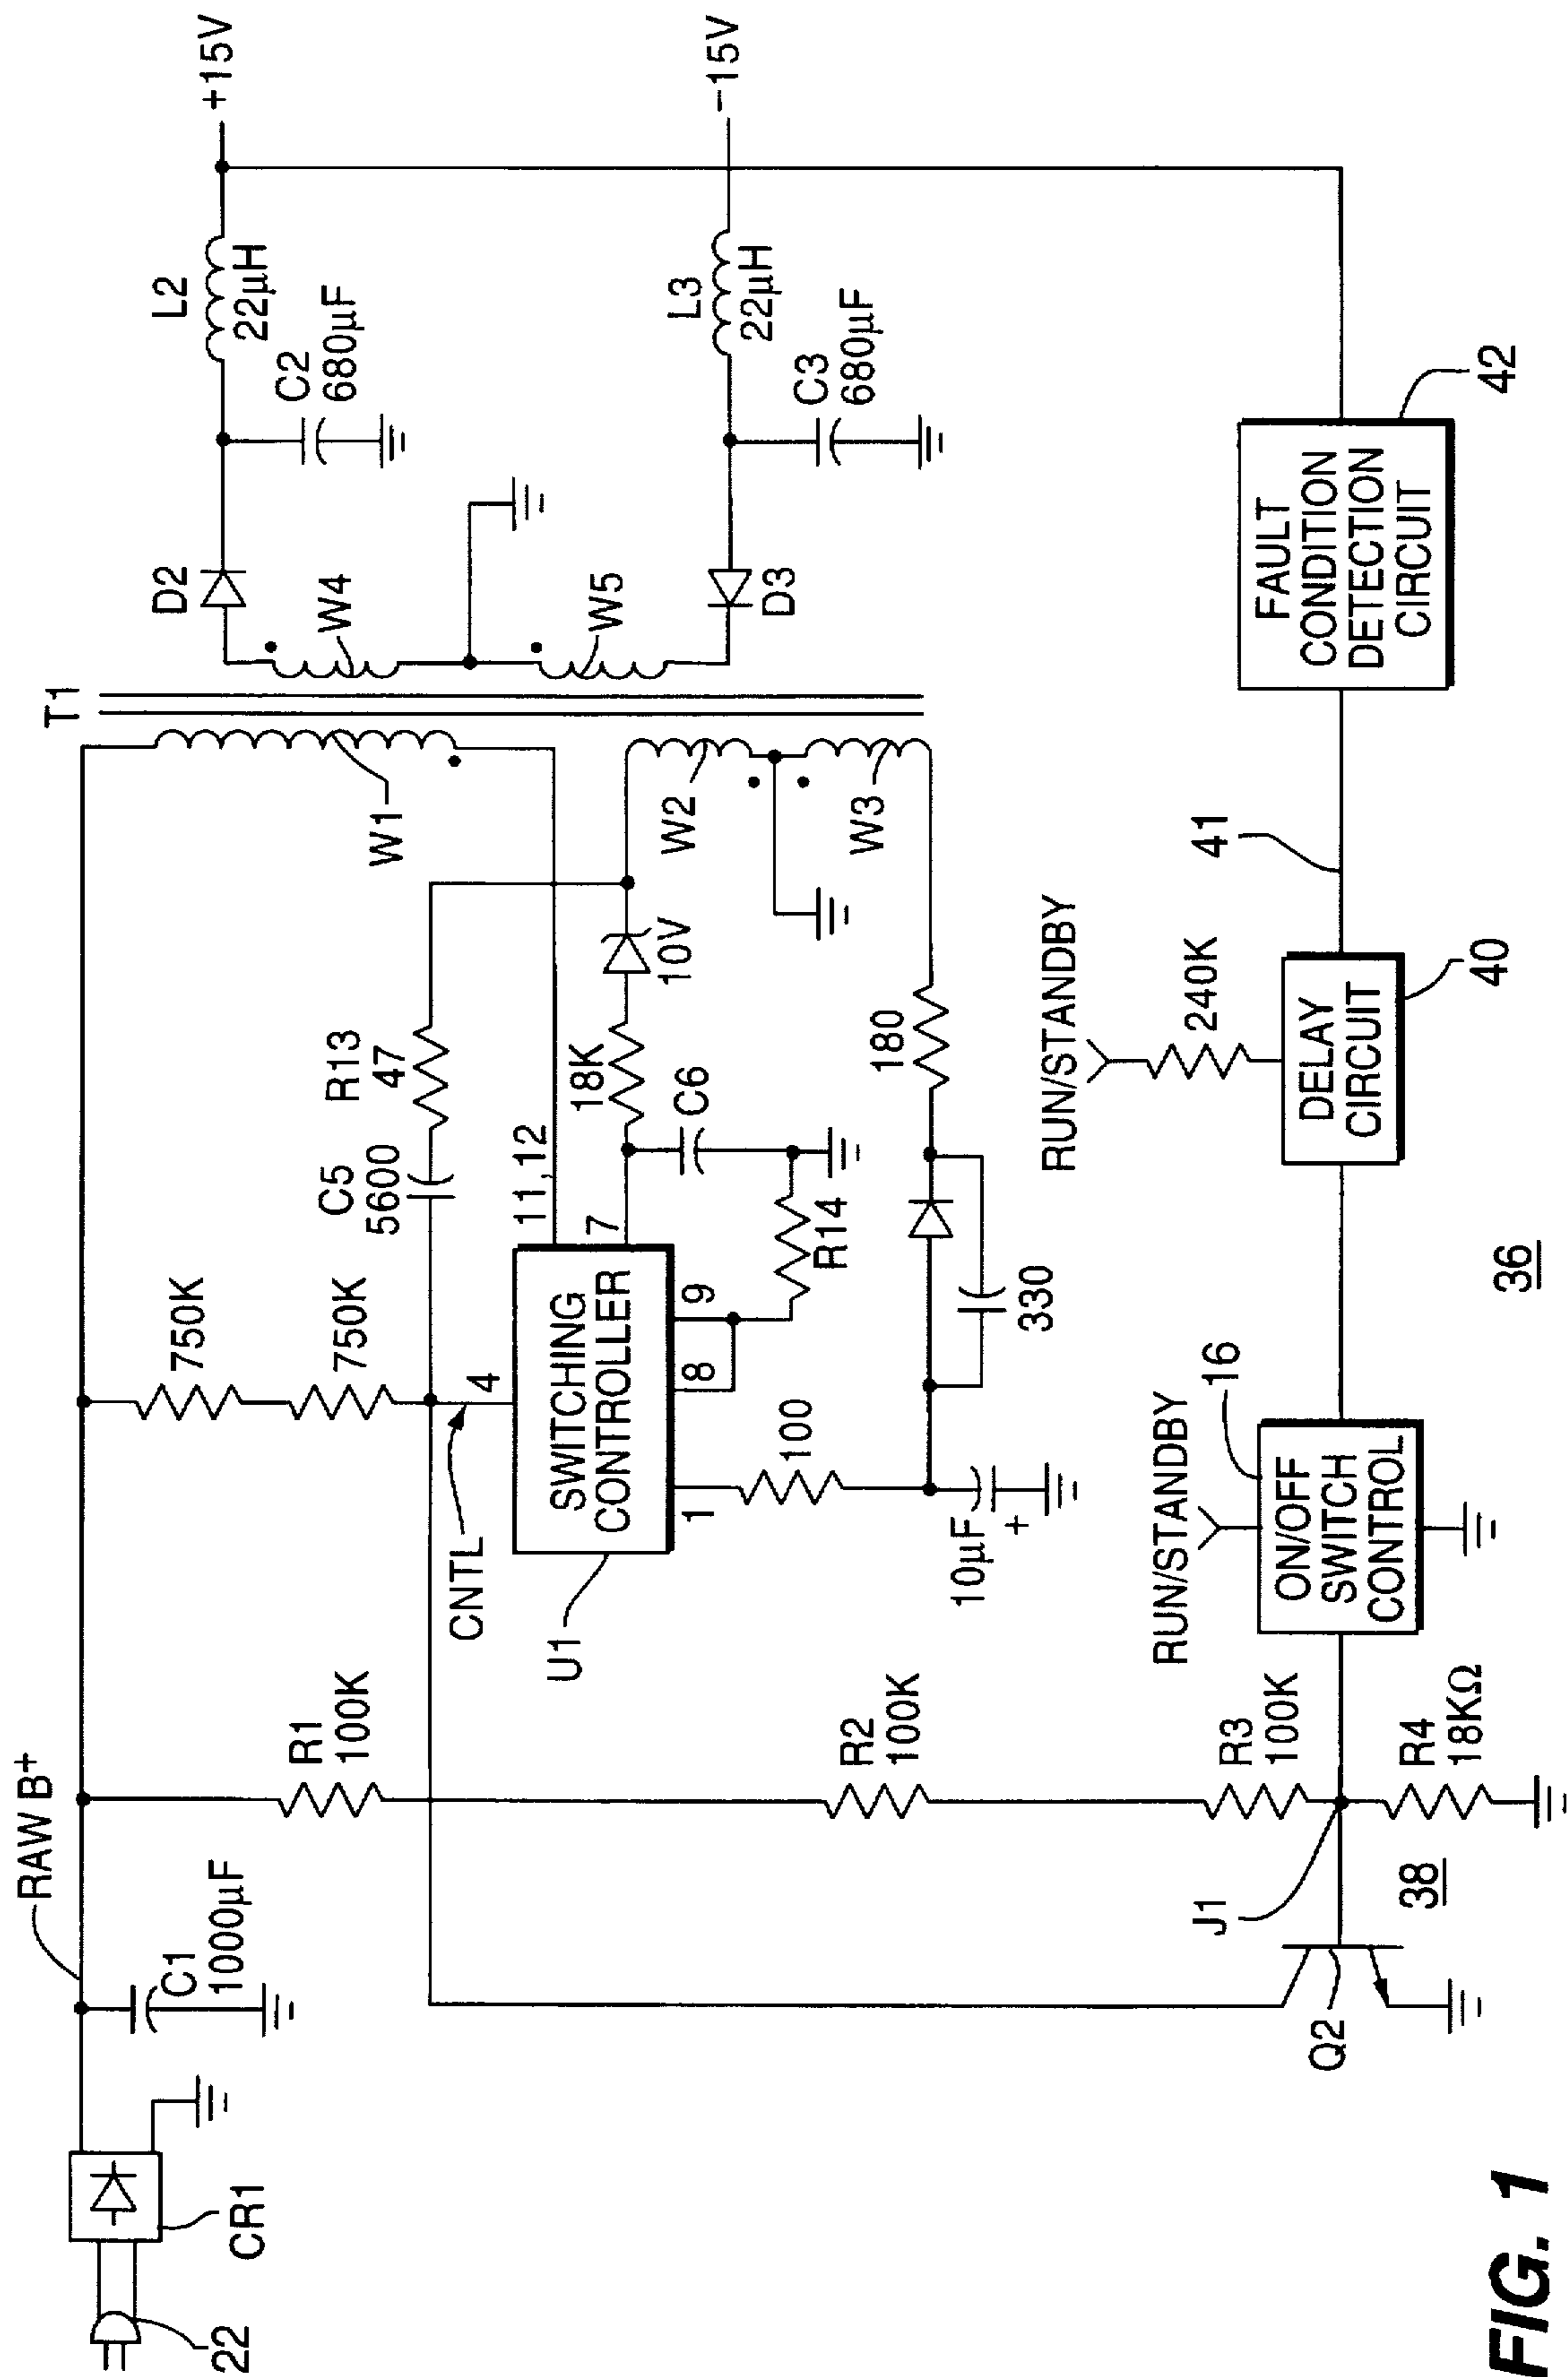 RAW B+
+15V
-15V
T1
L2
22µH
D2
C2
680µF
W4
W5
L3
22µH
D3
C3
680µF
W1
W2
W3
750K
750K
C5
5600
R13
47
11,12
7
18K
10V
C6
R14
180
330
4
CNTL
SWITCHING
CONTROLLER
U1
1
8
9
100
10µF
+
22
CR1
C1
1000µF
R1
100K
R2
100K
R3
100K
R4
18KΩ
J1
Q2
38
RUN/STANDBY
16
ON/OFF
SWITCH
CONTROL
36
RUN/STANDBY
240K
DELAY
CIRCUIT
40
41
FAULT
CONDITION
DETECTION
CIRCUIT
42
FIG. 1